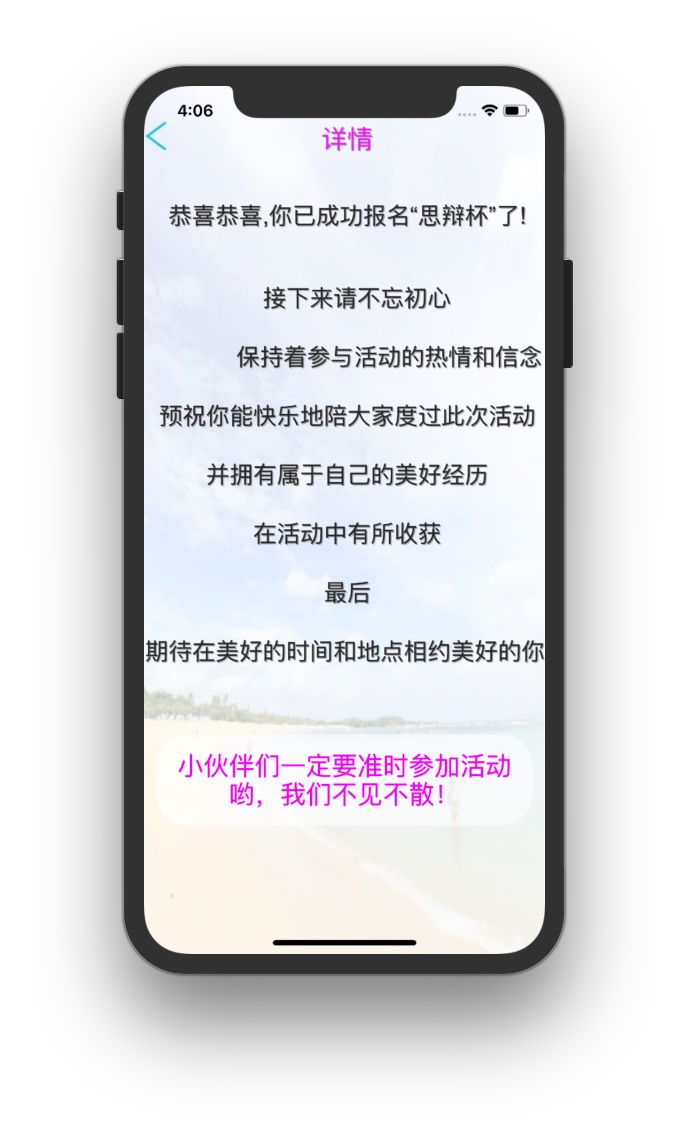 4:06
详情
恭喜恭喜,你已成功报名“思辩杯”了!
接下来请不忘初心
保持着参与活动的热情和信念
预祝你能快乐地陪大家度过此次活动
并拥有属于自己的美好经历
在活动中有所收获
最后
期待在美好的时间和地点相约美好的你
小伙伴们一定要准时参加活动
哟，我们不见不散！